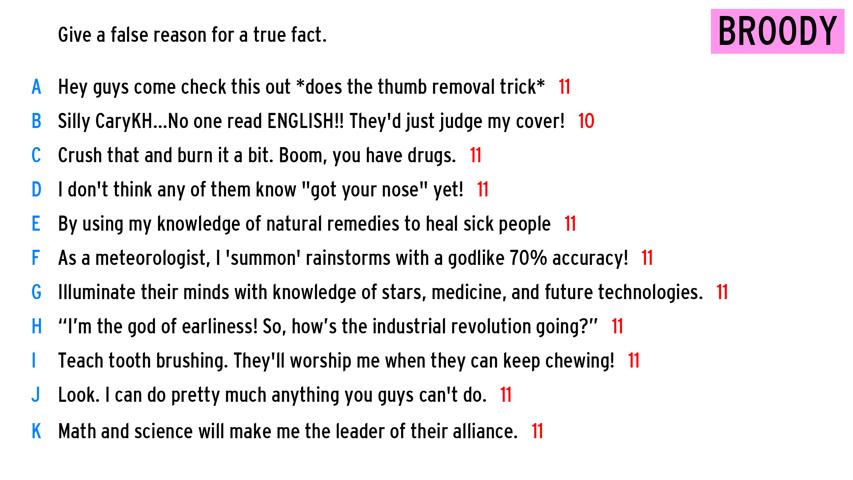 Give a false reason for a true fact.
BROODY
A Hey guys come check this out *does the thumb removal trick* 11
B Silly CaryKH...No one read ENGLISH!! They'd just judge my cover! 10
C Crush that and burn it a bit. Boom, you have drugs. 11
D I don't think any of them know "got your nose" yet! 11
E By using my knowledge of natural remedies to heal sick people 11
F As a meteorologist, I 'summon' rainstorms with a godlike 70% accuracy! 11
G Illuminate their minds with knowledge of stars, medicine, and future technologies. 11
H “I’m the god of earliness! So, how’s the industrial revolution going?” 11
I Teach tooth brushing. They'll worship me when they can keep chewing! 11
J Look. I can do pretty much anything you guys can't do. 11
K Math and science will make me the leader of their alliance. 11